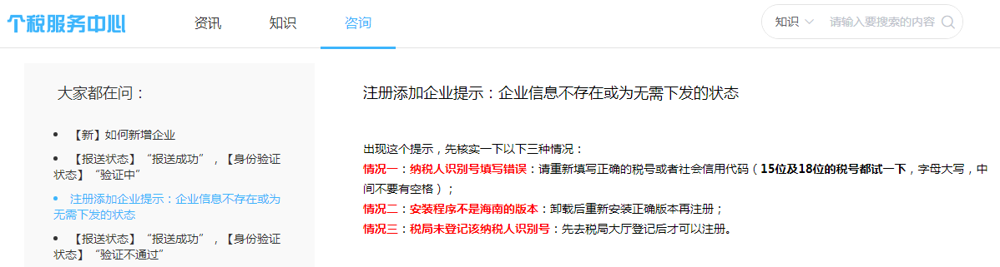 个税服务中心
资讯
知识
咨询
知识
请输入要搜索的内容
大家都在问：
【新】如何新增企业
【报送状态】“报送成功”，【身份验证
状态】“验证中”
注册添加企业提示：企业信息不存在或为
无需下发的状态
【报送状态】“报送成功”，【身份验证
状态】“验证不通过”
注册添加企业提示：企业信息不存在或为无需下发的状态
出现这个提示，先核实一下以下三种情况：
情况一：纳税人识别号填写错误：请重新填写正确的税号或者社会信用代码（15位及18位的税号都试一下，字母大写，中
间不要有空格）；
情况二：安装程序不是海南的版本：卸载后重新安装正确版本再注册；
情况三：税局未登记该纳税人识别号：先去税局大厅登记后才可以注册。